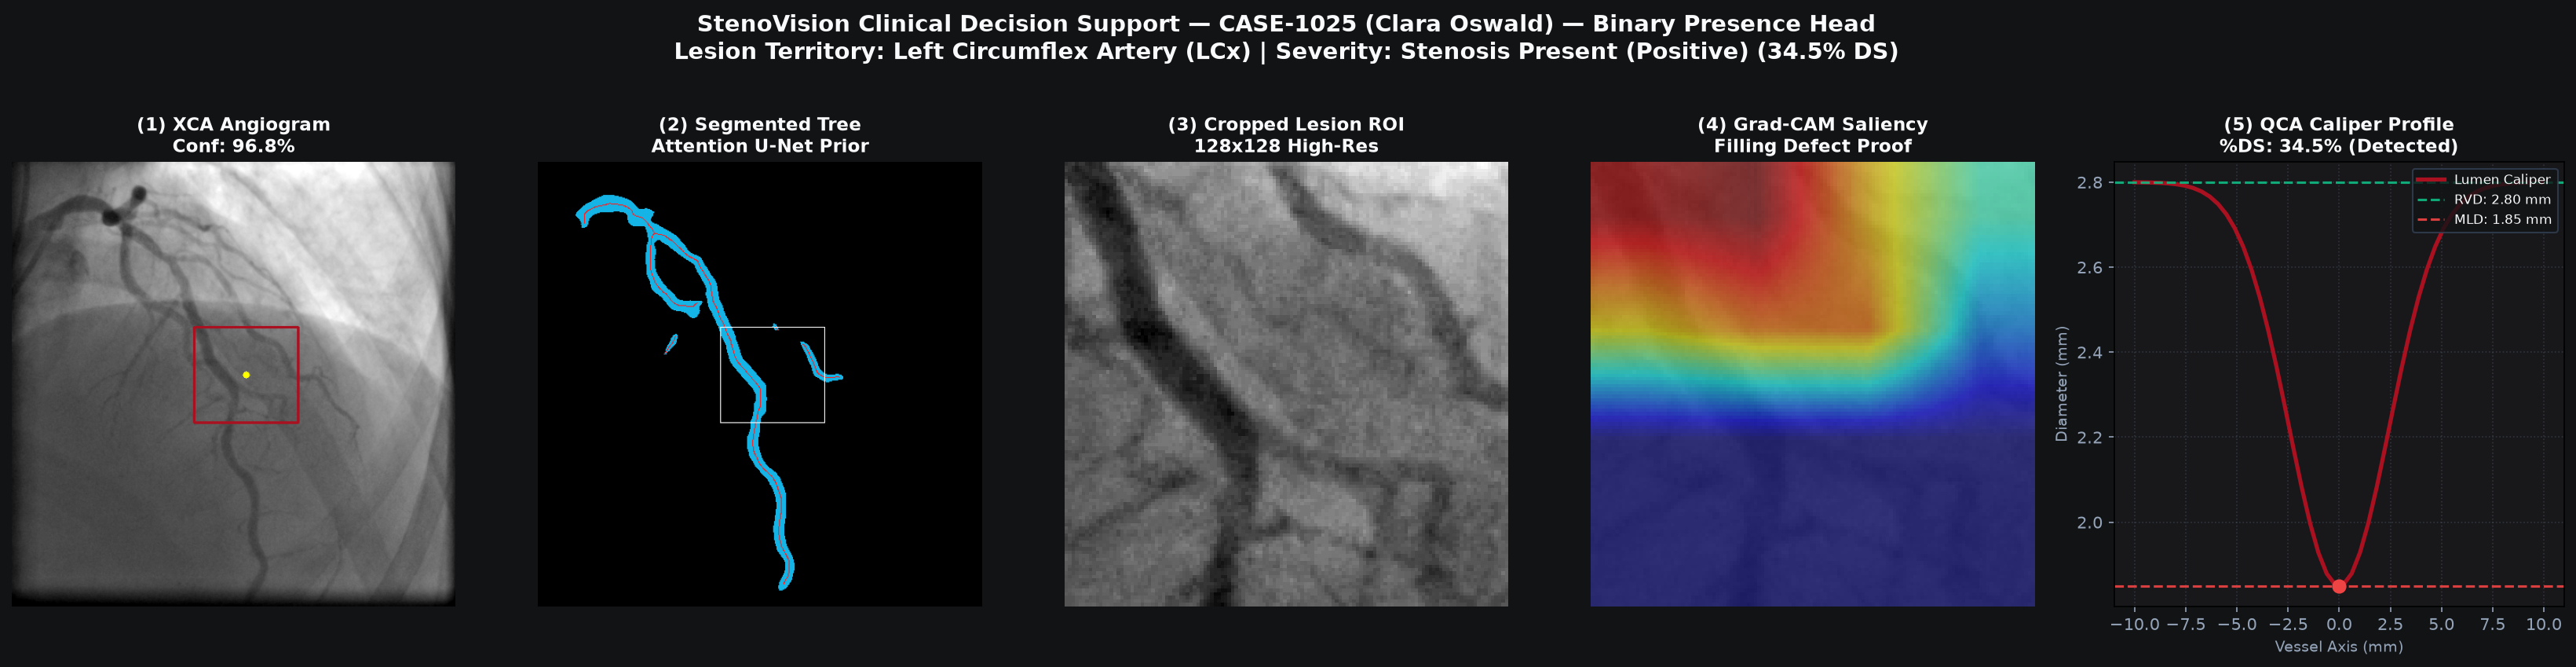 StenoVision Clinical Decision Support — CASE-1025 (Clara Oswald) — Binary Presence Head
Lesion Territory: Left Circumflex Artery (LCx) | Severity: Stenosis Present (Positive) (34.5% DS)
(1) XCA Angiogram
Conf: 96.8%
(2) Segmented Tree
Attention U-Net Prior
(3) Cropped Lesion ROI
128x128 High-Res
(4) Grad-CAM Saliency
Filling Defect Proof
(5) QCA Caliper Profile
%DS: 34.5% (Detected)
Lumen Caliper
RVD: 2.80 mm
MLD: 1.85 mm
Diameter (mm)
2.8
2.6
2.4
2.2
2.0
−10.0 −7.5 −5.0 −2.5 0.0 2.5 5.0 7.5 10.0
Vessel Axis (mm)